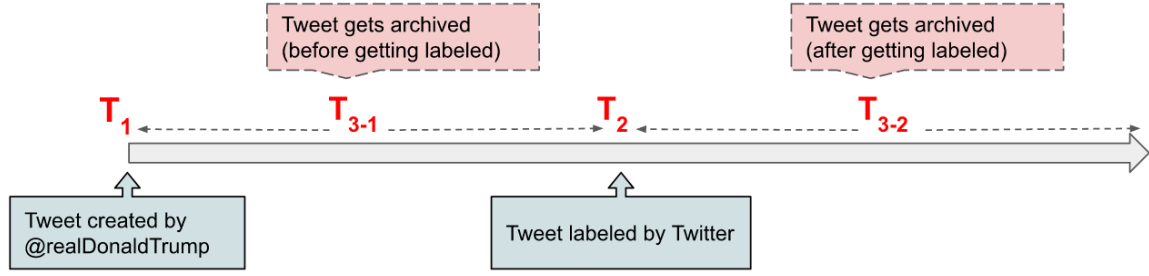 Tweet gets archived
(before getting labeled)
Tweet gets archived
(after getting labeled)
T1
T3-1
T2
T3-2
Tweet created by
@realDonaldTrump
Tweet labeled by Twitter